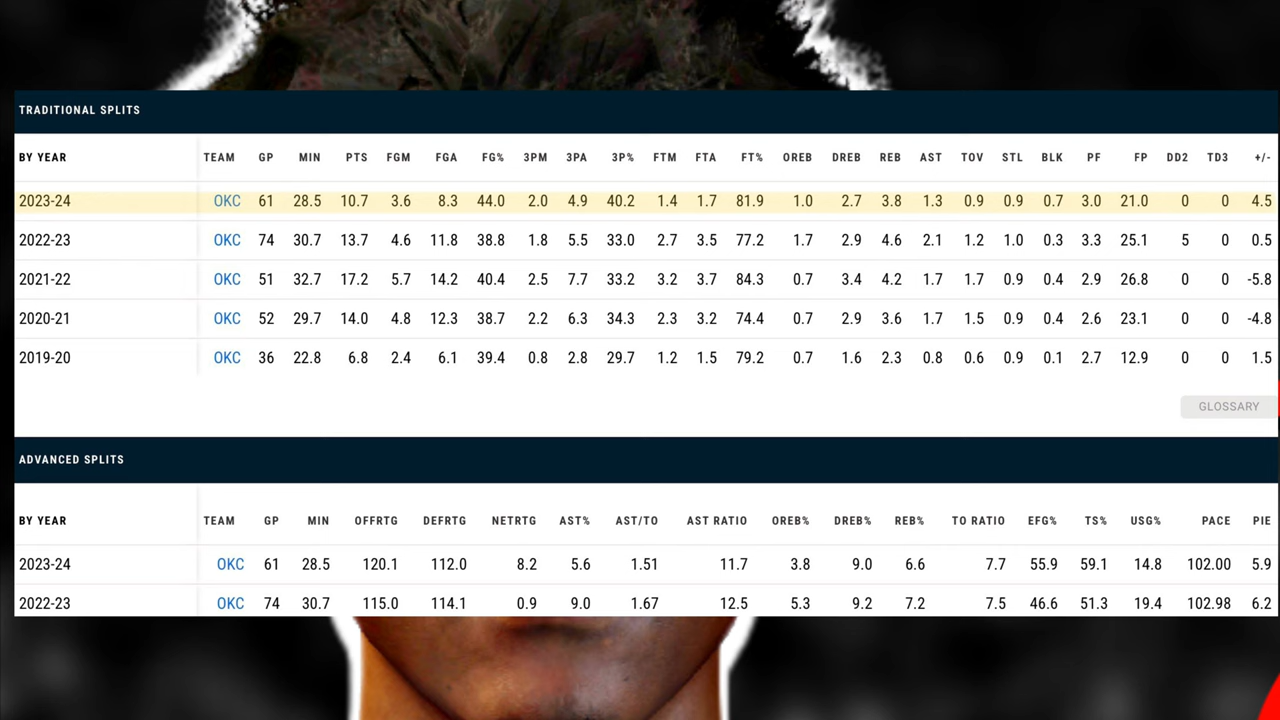 TRADITIONAL SPLITS
BY YEAR TEAM GP MIN PTS FGM FGA FG% 3PM 3PA 3P% FTM FTA FT% OREB DREB REB AST TOV STL BLK PF FP DD2 TD3 +/-
2023-24 OKC 61 28.5 10.7 3.6 8.3 44.0 2.0 4.9 40.2 1.4 1.7 81.9 1.0 2.7 3.8 1.3 0.9 0.9 0.7 3.0 21.0 0 0 4.5
2022-23 OKC 74 30.7 13.7 4.6 11.8 38.8 1.8 5.5 33.0 2.7 3.5 77.2 1.7 2.9 4.6 2.1 1.2 1.0 0.3 3.3 25.1 5 0 0.5
2021-22 OKC 51 32.7 17.2 5.7 14.2 40.4 2.5 7.7 33.2 3.2 3.7 84.3 0.7 3.4 4.2 1.7 1.7 0.9 0.4 2.9 26.8 0 0 -5.8
2020-21 OKC 52 29.7 14.0 4.8 12.3 38.7 2.2 6.3 34.3 2.3 3.2 74.4 0.7 2.9 3.6 1.7 1.5 0.9 0.4 2.6 23.1 0 0 -4.8
2019-20 OKC 36 22.8 6.8 2.4 6.1 39.4 0.8 2.8 29.7 1.2 1.5 79.2 0.7 1.6 2.3 0.8 0.6 0.9 0.1 2.7 12.9 0 0 1.5
GLOSSARY
ADVANCED SPLITS
BY YEAR TEAM GP MIN OFFRTG DEFRTG NETRTG AST% AST/TO AST RATIO OREB% DREB% REB% TO RATIO EFG% TS% USG% PACE PIE
2023-24 OKC 61 28.5 120.1 112.0 8.2 5.6 1.51 11.7 3.8 9.0 6.6 7.7 55.9 59.1 14.8 102.00 5.9
2022-23 OKC 74 30.7 115.0 114.1 0.9 9.0 1.67 12.5 5.3 9.2 7.2 7.5 46.6 51.3 19.4 102.98 6.2